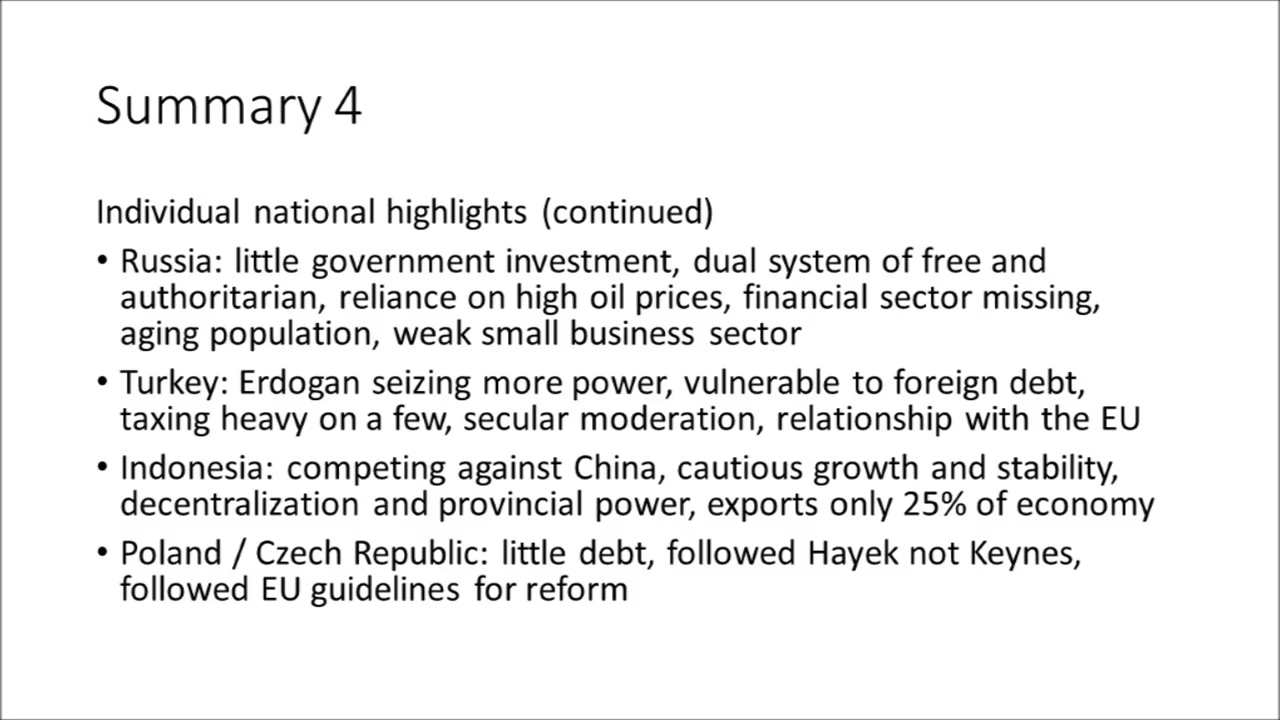 Summary 4
Individual national highlights (continued)
• Russia: little government investment, dual system of free and
authoritarian, reliance on high oil prices, financial sector missing,
aging population, weak small business sector
• Turkey: Erdogan seizing more power, vulnerable to foreign debt,
taxing heavy on a few, secular moderation, relationship with the EU
• Indonesia: competing against China, cautious growth and stability,
decentralization and provincial power, exports only 25% of economy
• Poland / Czech Republic: little debt, followed Hayek not Keynes,
followed EU guidelines for reform